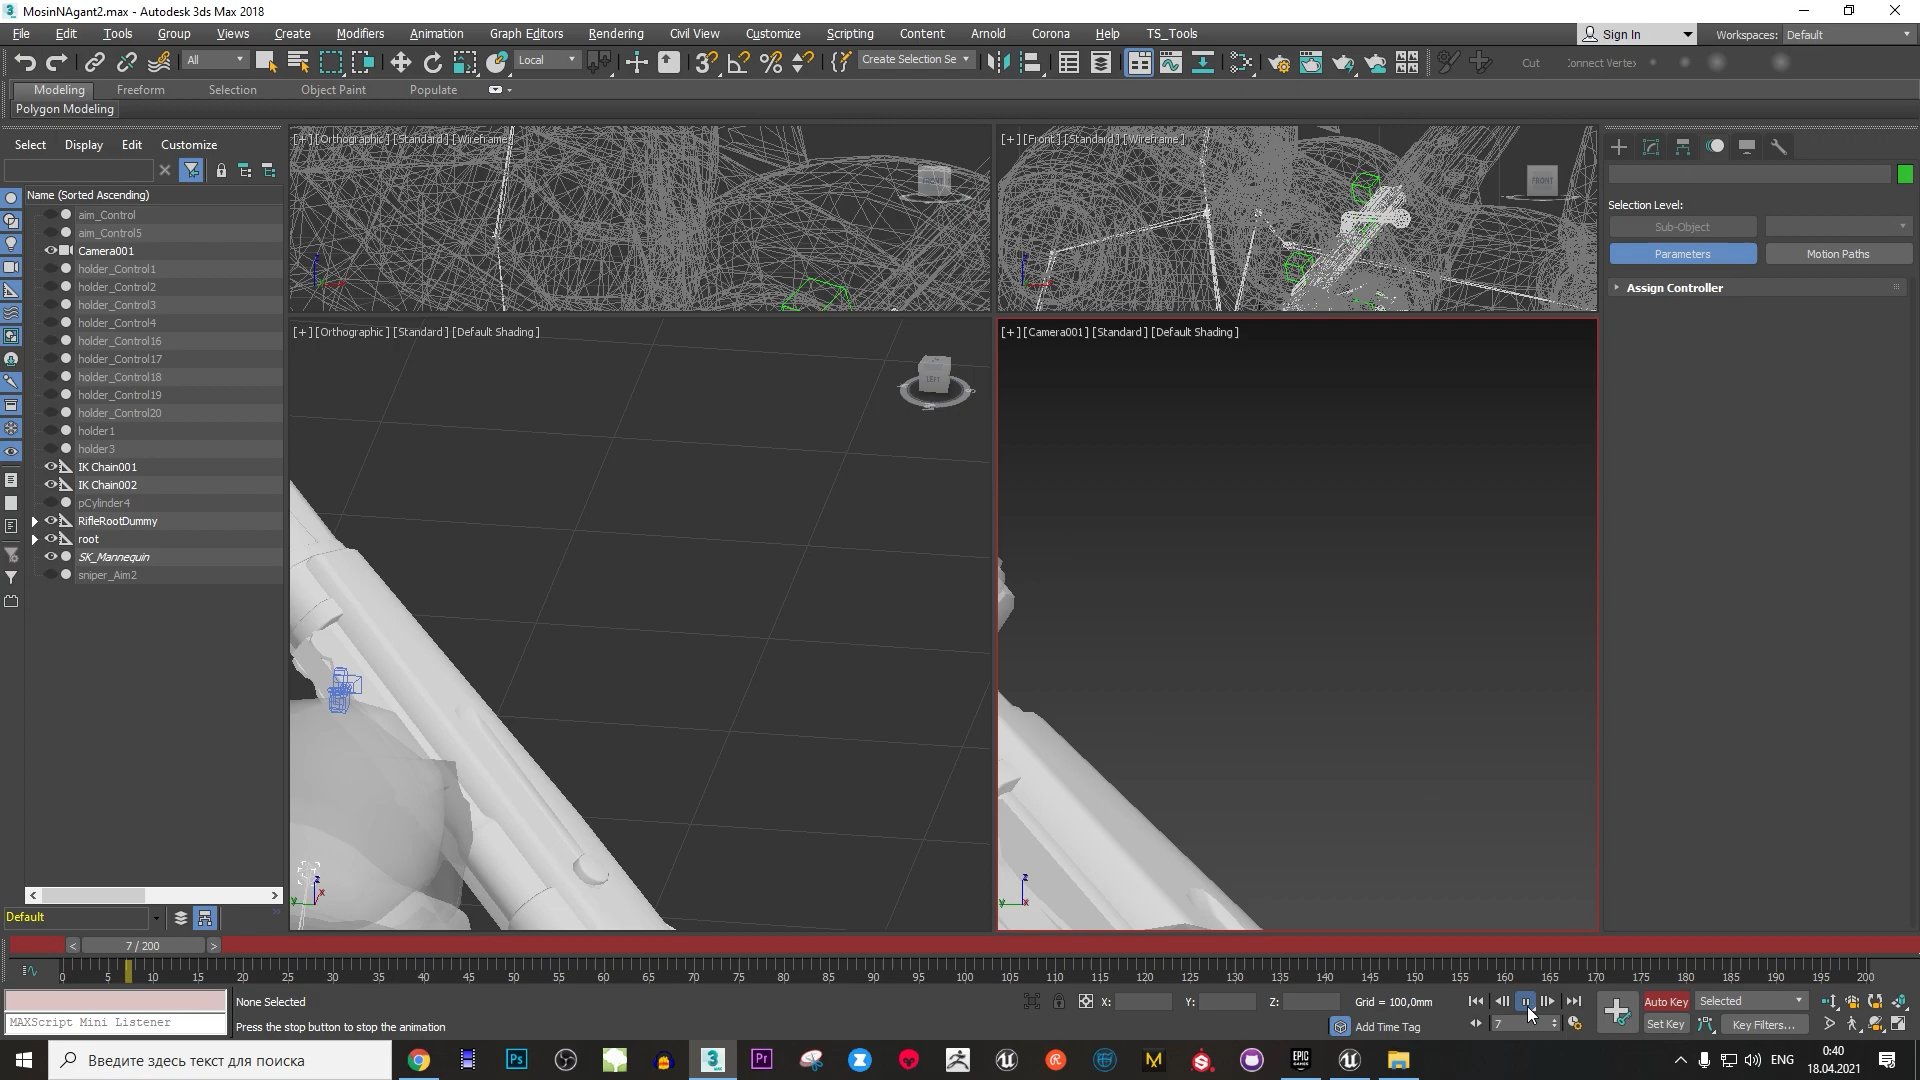 MosinNAgant2.max - Autodesk 3ds Max 2018
File Edit Tools Group Views Create Modifiers Animation Graph Editors Rendering Civil View Customize Scripting Content Arnold Corona Help TS_Tools
Sign In Workspaces: Default
All Local Create Selection Se Cut Connect Vertex
Modeling Freeform Selection Object Paint Populate
Polygon Modeling
Select Display Edit Customize
Name (Sorted Ascending)
aim_Control
aim_Control5
Camera001
holder_Control1
holder_Control2
holder_Control3
holder_Control4
holder_Control16
holder_Control17
holder_Control18
holder_Control19
holder_Control20
holder1
holder3
IK Chain001
IK Chain002
pCylinder4
RifleRootDummy
root
SK_Mannequin
sniper_Aim2
Default
[+] [Orthographic] [Standard] [Wireframe]
FRONT
[+] [Front] [Standard] [Wireframe]
FRONT
[+] [Orthographic] [Standard] [Default Shading]
LEFT
[+] [Camera001] [Standard] [Default Shading]
Selection Level:
Sub-Object
Parameters Motion Paths
Assign Controller
< 7 / 200 >
0 5 10 15 20 25 30 35 40 45 50 55 60 65 70 75 80 85 90 95 100 105 110 115 120 125 130 135 140 145 150 155 160 165 170 175 180 185 190 195 200
None Selected X: Y: Z: Grid = 100,0mm Auto Key Selected
MAXScript Mini Listener Press the stop button to stop the animation Add Time Tag 7 Set Key Key Filters...
Введите здесь текст для поиска
ENG 0:40
18.04.2021